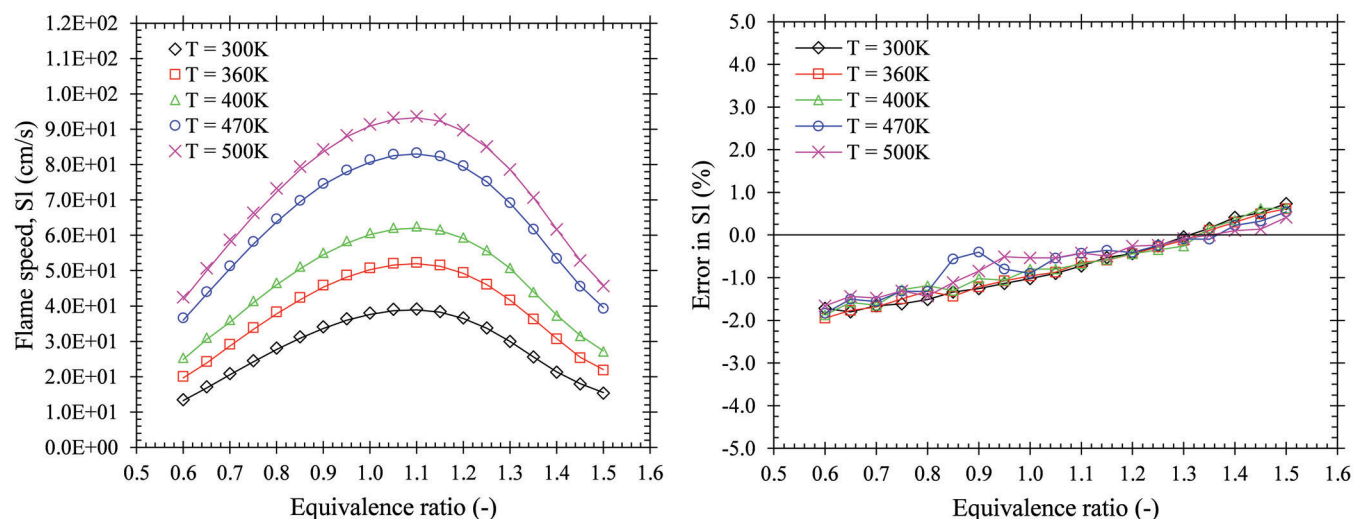 1.2E+02
1.1E+02
1.0E+02
9.0E+01
8.0E+01
7.0E+01
6.0E+01
5.0E+01
4.0E+01
3.0E+01
2.0E+01
1.0E+01
0.0E+00
Flame speed, Sl (cm/s)
T = 300K
T = 360K
T = 400K
T = 470K
T = 500K
0.5 0.6 0.7 0.8 0.9 1.0 1.1 1.2 1.3 1.4 1.5 1.6
Equivalence ratio (-)
5.0
4.0
3.0
2.0
1.0
0.0
-1.0
-2.0
-3.0
-4.0
-5.0
Error in Sl (%)
T = 300K
T = 360K
T = 400K
T = 470K
T = 500K
0.5 0.6 0.7 0.8 0.9 1.0 1.1 1.2 1.3 1.4 1.5 1.6
Equivalence ratio (-)